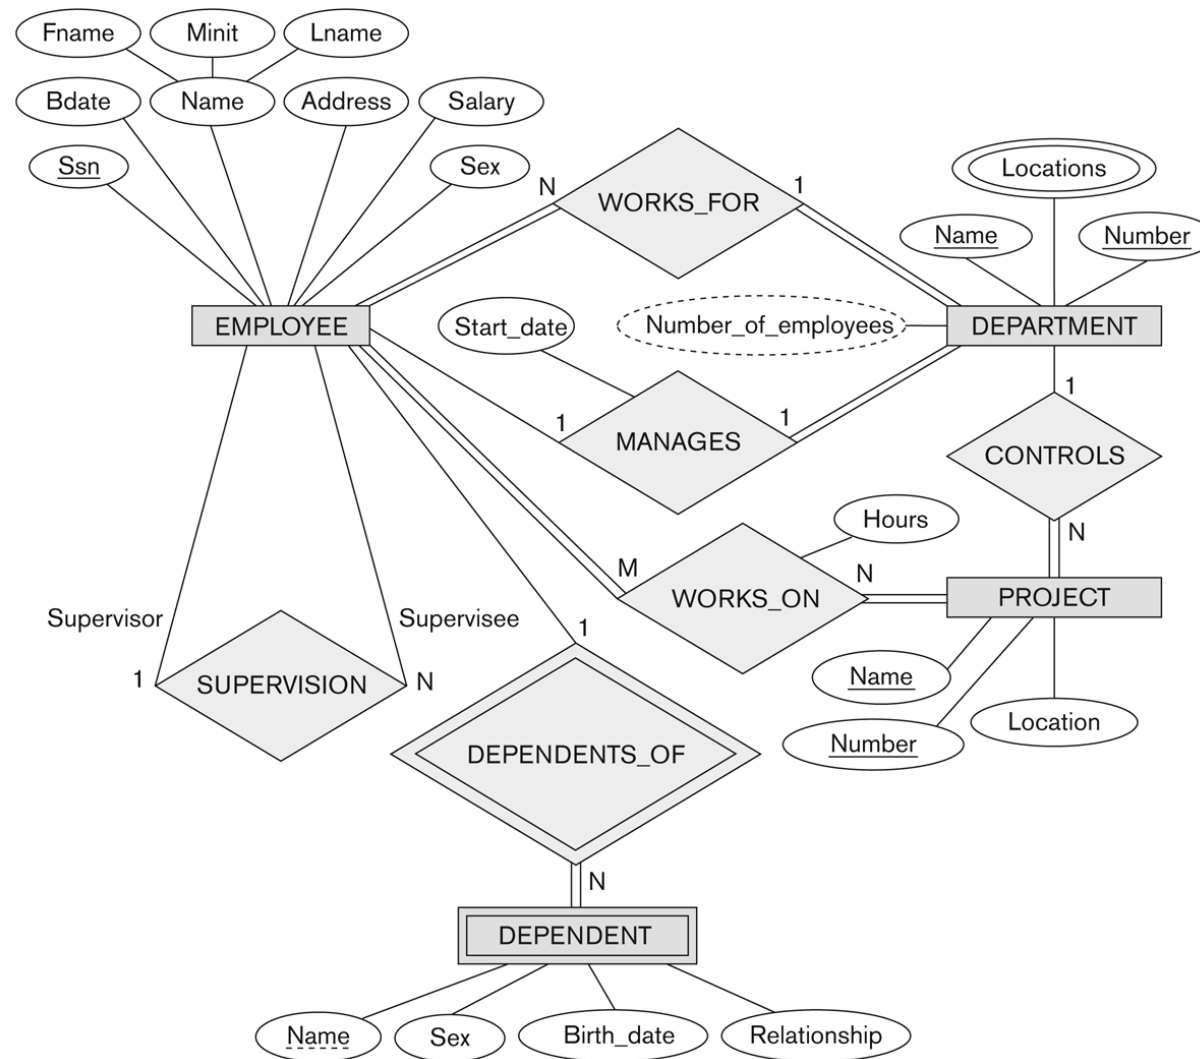 Fname
Minit
Lname
Bdate
Name
Address
Salary
Ssn
Sex
N
WORKS_FOR
1
Locations
Name
Number
EMPLOYEE
Start_date
Number_of_employees
DEPARTMENT
1
MANAGES
1
1
CONTROLS
N
Hours
M
WORKS_ON
N
PROJECT
Supervisor
Supervisee
1
SUPERVISION
N
1
Name
Number
Location
DEPENDENTS_OF
N
DEPENDENT
Name
Sex
Birth_date
Relationship